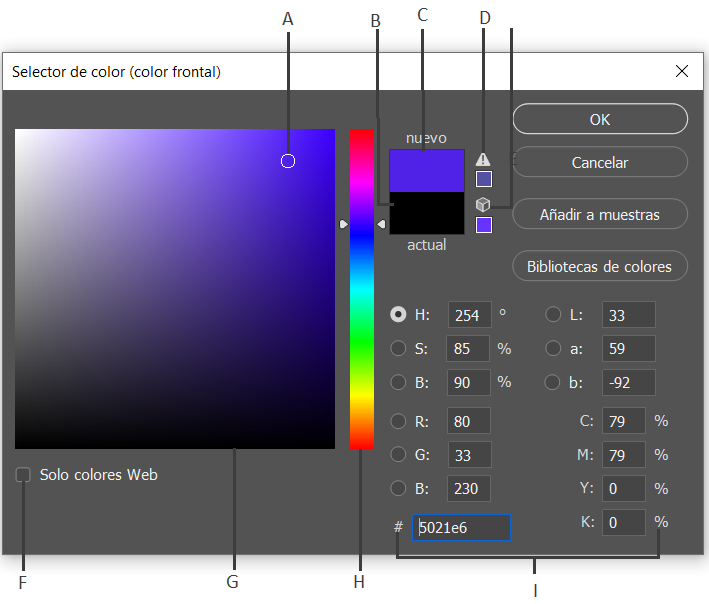 A
B
C
D
Selector de color (color frontal)
nuevo
actual
OK
Cancelar
Añadir a muestras
Bibliotecas de colores
H: 254 °
S: 85 %
B: 90 %
R: 80
G: 33
B: 230
# 5021e6
L: 33
a: 59
b: -92
C: 79 %
M: 79 %
Y: 0 %
K: 0 %
Solo colores Web
F
G
H
I